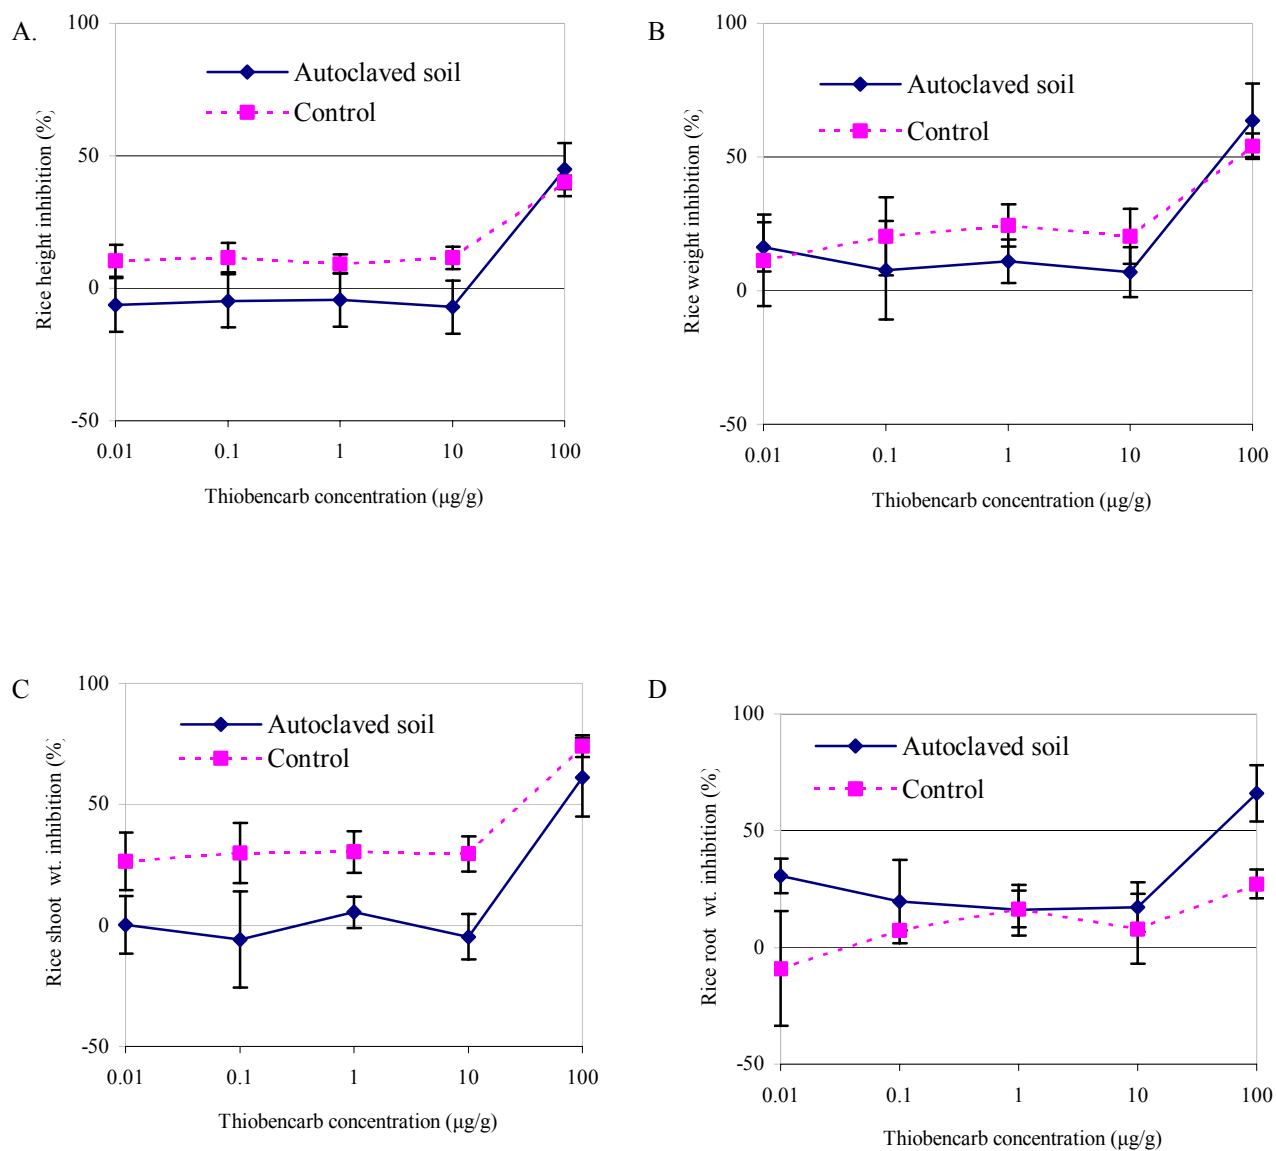 A.
100
50
0
-50
Rice height inhibition (%)
Autoclaved soil
Control
0.01 0.1 1 10 100
Thiobencarb concentration (μg/g)
B
100
50
0
-50
Rice weight inhibition (%)
Autoclaved soil
Control
0.01 0.1 1 10 100
Thiobencarb concentration (μg/g)
C
100
50
0
-50
Rice shoot wt. inhibition (%)
Autoclaved soil
Control
0.01 0.1 1 10 100
Thiobencarb concentration (μg/g)
D
100
50
0
-50
Rice root wt. inhibition (%)
Autoclaved soil
Control
0.01 0.1 1 10 100
Thiobencarb concentration (μg/g)